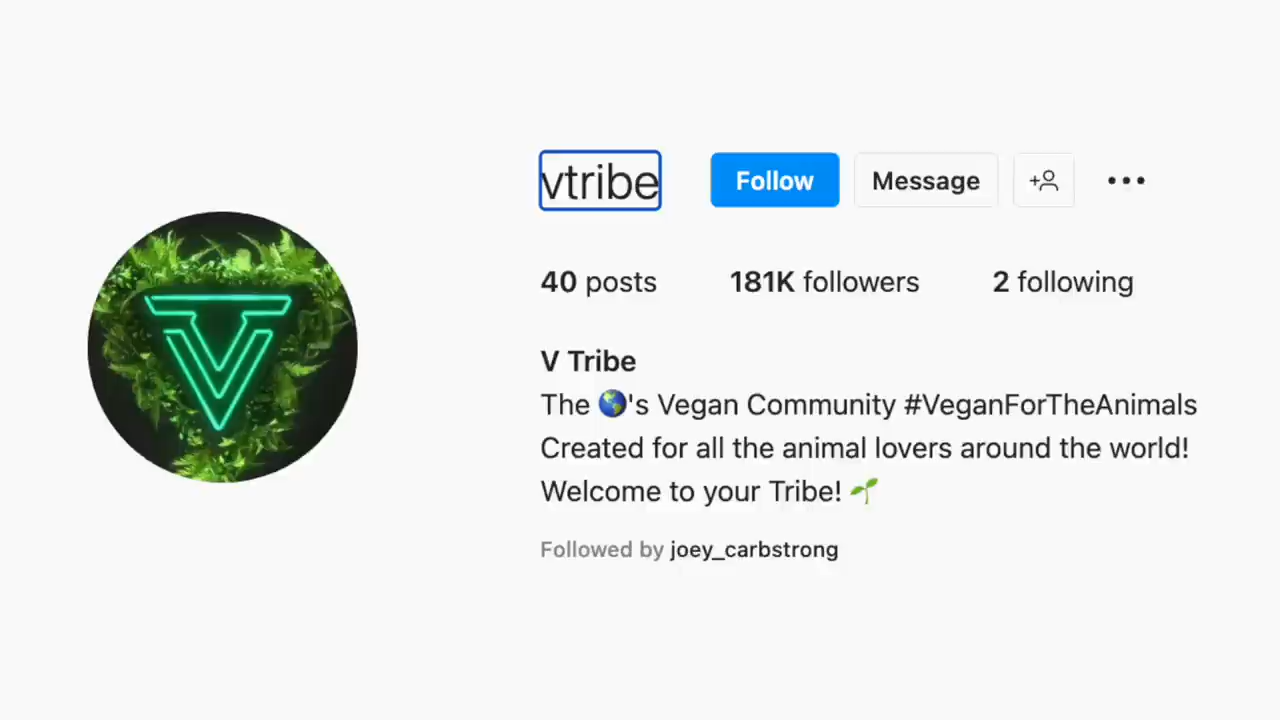 vtribe Follow Message
40 posts 181K followers 2 following
V Tribe
The 🌎's Vegan Community #VeganForTheAnimals
Created for all the animal lovers around the world!
Welcome to your Tribe! 🌱
Followed by joey_carbstrong